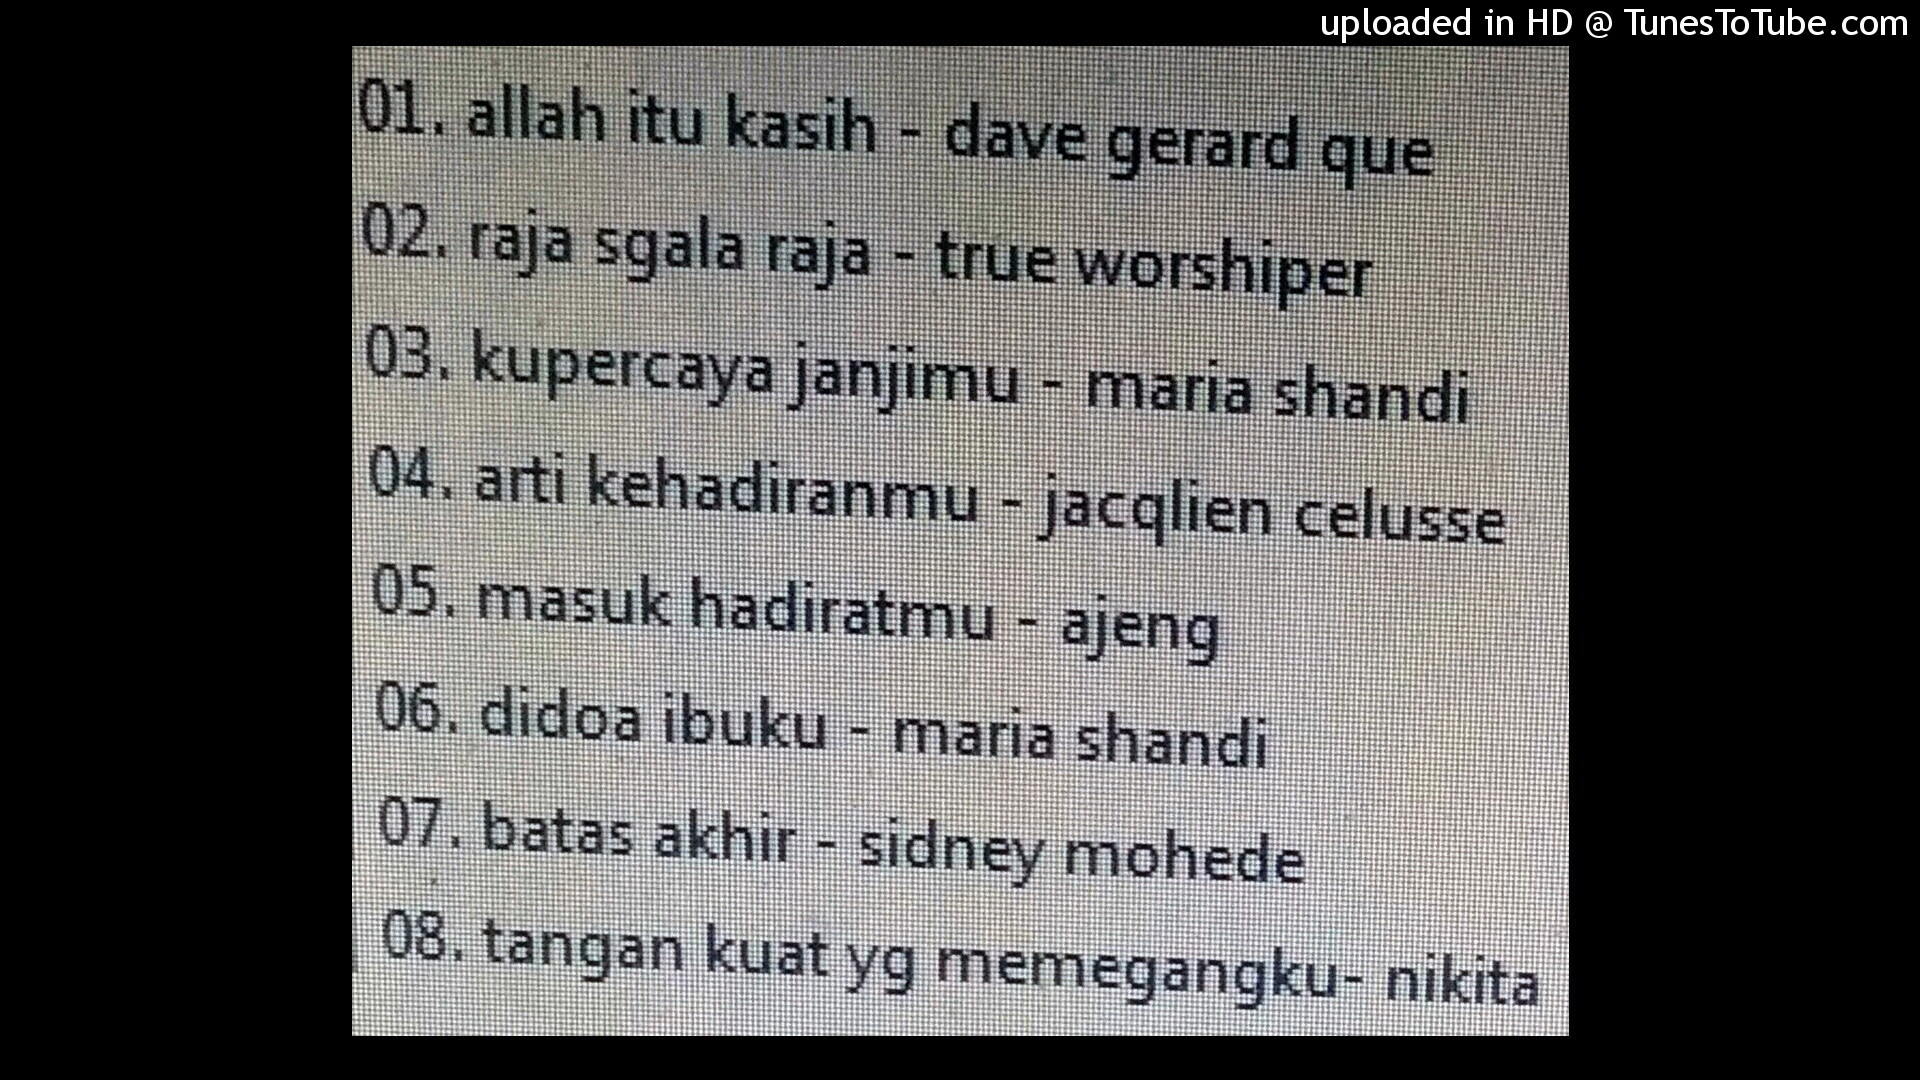 uploaded in HD @ TunesToTube.com
01. allah itu kasih - dave gerard que
02. raja sgala raja - true worshiper
03. kupercaya janjimu - maria shandi
04. arti kehadiranmu - jacqlien celusse
05. masuk hadiratmu - ajeng
06. didoa ibuku - maria shandi
07. batas akhir - sidney mohede
08. tangan kuat yg memegangku- nikita